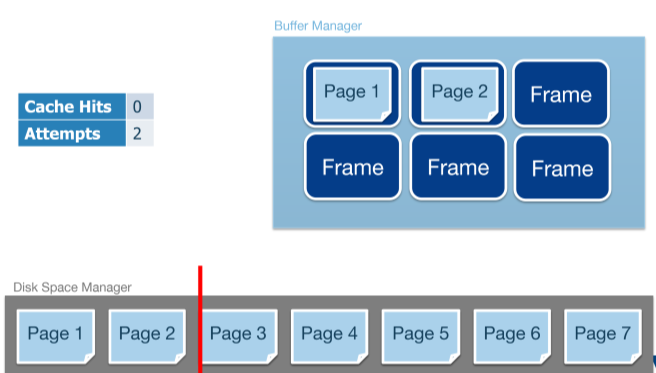 Buffer Manager
Page 1 Page 2 Frame
Cache Hits 0
Attempts 2
Frame Frame Frame
Disk Space Manager
Page 1 Page 2 Page 3 Page 4 Page 5 Page 6 Page 7